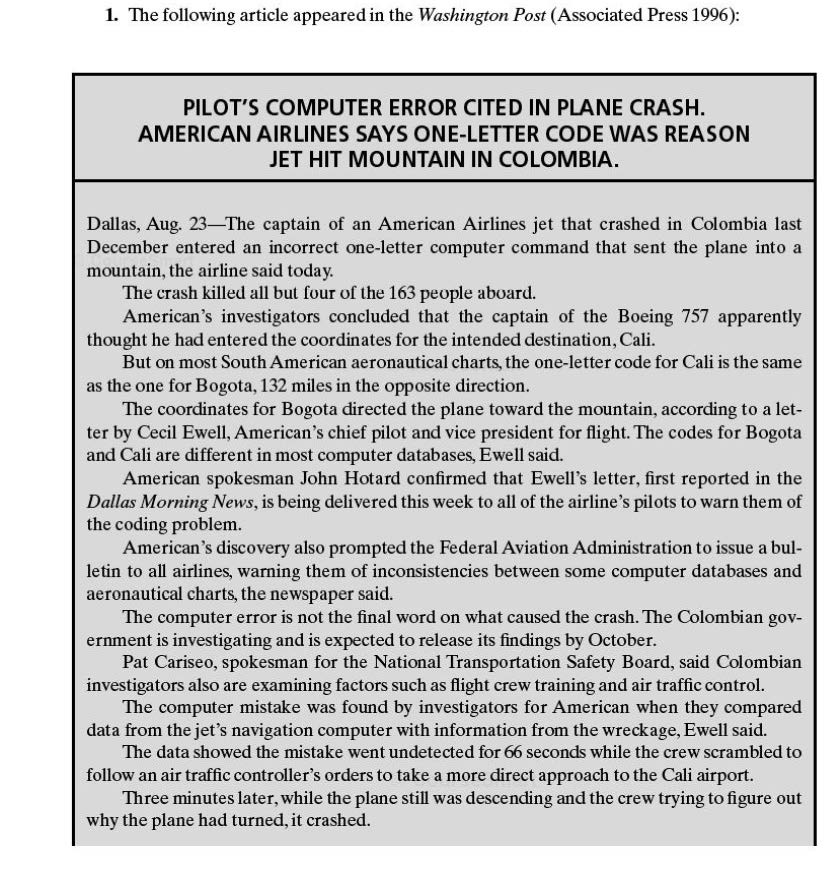 1. The following article appeared in the Washington Post (Associated Press 1996):
PILOT'S COMPUTER ERROR CITED IN PLANE CRASH.
AMERICAN AIRLINES SAYS ONE-LETTER CODE WAS REASON
JET HIT MOUNTAIN IN COLOMBIA.
Dallas, Aug. 23—The captain of an American Airlines jet that crashed in Colombia last
December entered an incorrect one-letter computer command that sent the plane into a
mountain, the airline said today.
The crash killed all but four of the 163 people aboard.
American's investigators concluded that the captain of the Boeing 757 apparently
thought he had entered the coordinates for the intended destination, Cali.
But on most South American aeronautical charts, the one-letter code for Cali is the same
as the one for Bogota, 132 miles in the opposite direction.
The coordinates for Bogota directed the plane toward the mountain, according to a let-
ter by Cecil Ewell, American's chief pilot and vice president for flight. The codes for Bogota
and Cali are different in most computer databases, Ewell said.
American spokesman John Hotard confirmed that Ewell's letter, first reported in the
Dallas Morning News, is being delivered this week to all of the airline's pilots to warn them of
the coding problem.
American's discovery also prompted the Federal Aviation Administration to issue a bul-
letin to all airlines, warning them of inconsistencies between some computer databases and
aeronautical charts, the newspaper said.
The computer error is not the final word on what caused the crash. The Colombian gov-
ernment is investigating and is expected to release its findings by October.
Pat Cariseo, spokesman for the National Transportation Safety Board, said Colombian
investigators also are examining factors such as flight crew training and air traffic control.
The computer mistake was found by investigators for American when they compared
data from the jet's navigation computer with information from the wreckage, Ewell said.
The data showed the mistake went undetected for 66 seconds while the crew scrambled to
follow an air traffic controller's orders to take a more direct approach to the Cali airport.
Three minutes later, while the plane still was descending and the crew trying to figure out
why the plane had turned, it crashed.